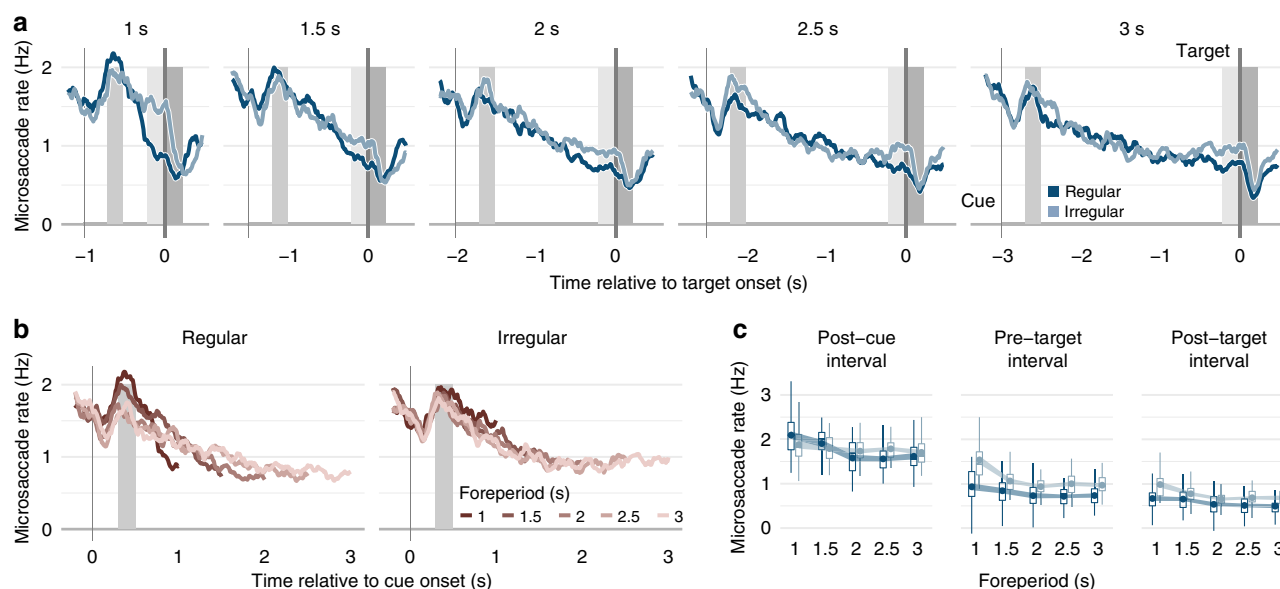 a
1 s
1.5 s
2 s
2.5 s
3 s
Microsaccade rate (Hz)
2
1
0
Target
Cue
Regular
Irregular
−1
0
−1
0
−2
−1
0
−2
−1
0
−3
−2
−1
0
Time relative to target onset (s)
b
Regular
Irregular
Microsaccade rate (Hz)
2
1
0
Foreperiod (s)
1
1.5
2
2.5
3
0
1
2
3
0
1
2
3
Time relative to cue onset (s)
c
Post−cue
interval
Pre−target
interval
Post−target
interval
Microsaccade rate (Hz)
3
2
1
0
1
1.5
2
2.5
3
1
1.5
2
2.5
3
1
1.5
2
2.5
3
Foreperiod (s)